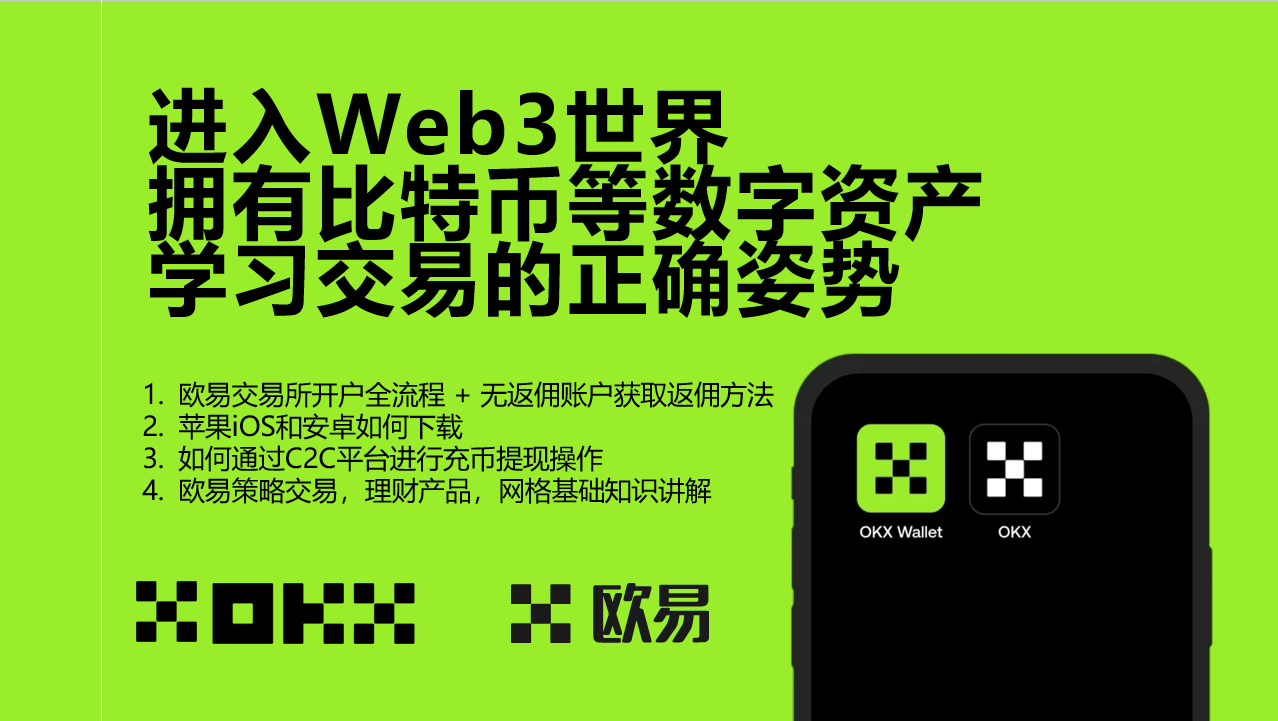 进入Web3世界
拥有比特币等数字资产
学习交易的正确姿势
1. 欧易交易所开户全流程 + 无返佣账户获取返佣方法
2. 苹果iOS和安卓如何下载
3. 如何通过C2C平台进行充币提现操作
4. 欧易策略交易，理财产品，网格基础知识讲解
OKX Wallet
OKX
OKX
欧易